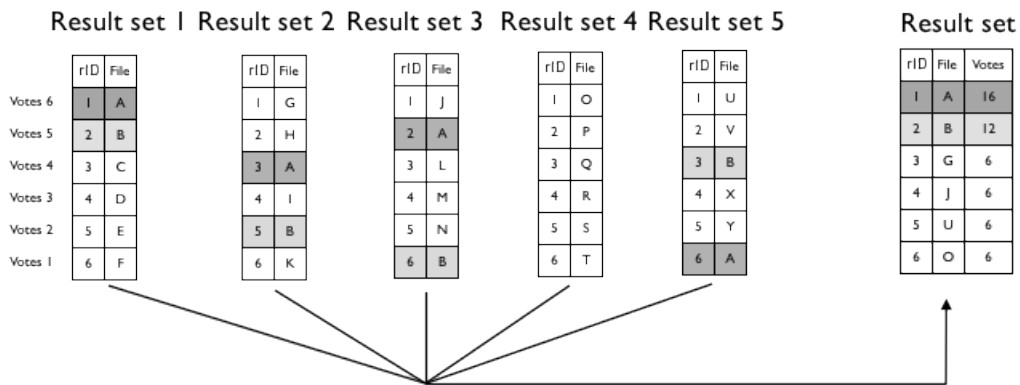 Result set 1 Result set 2 Result set 3 Result set 4 Result set 5 Result set
rID File rID File rID File rID File rID File rID File Votes
Votes 6 1 A 1 G 1 J 1 O 1 U 1 A 16
Votes 5 2 B 2 H 2 A 2 P 2 V 2 B 12
Votes 4 3 C 3 A 3 L 3 Q 3 B 3 G 6
Votes 3 4 D 4 I 4 M 4 R 4 X 4 J 6
Votes 2 5 E 5 B 5 N 5 S 5 Y 5 U 6
Votes 1 6 F 6 K 6 B 6 T 6 A 6 O 6